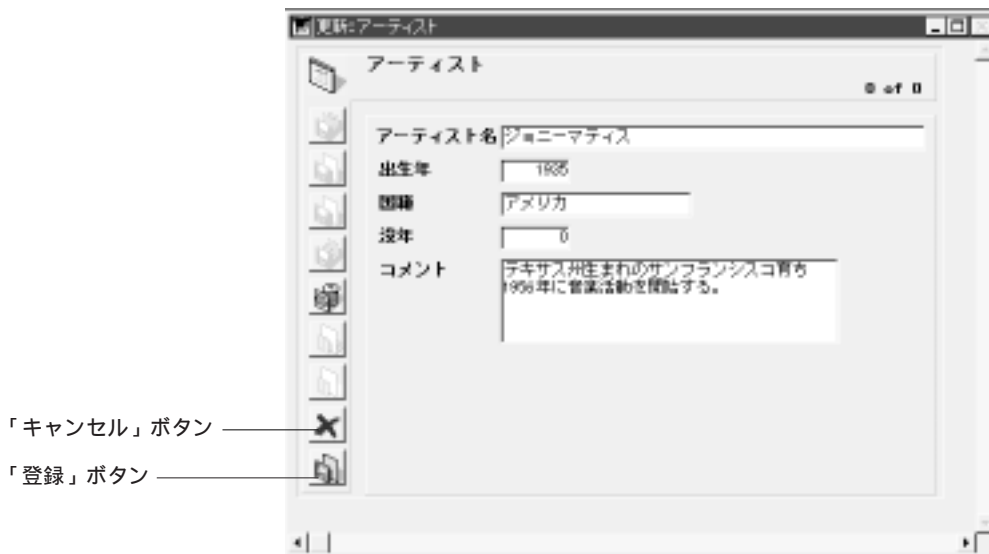 更新:アーティスト
アーティスト
0 of 0
アーティスト名 ジョニーマティス
出生年 1935
国籍 アメリカ
没年 0
コメント テキサス州生まれのサンフランシスコ育ち
1956年に音楽活動を開始する。
「キャンセル」ボタン
「登録」ボタン